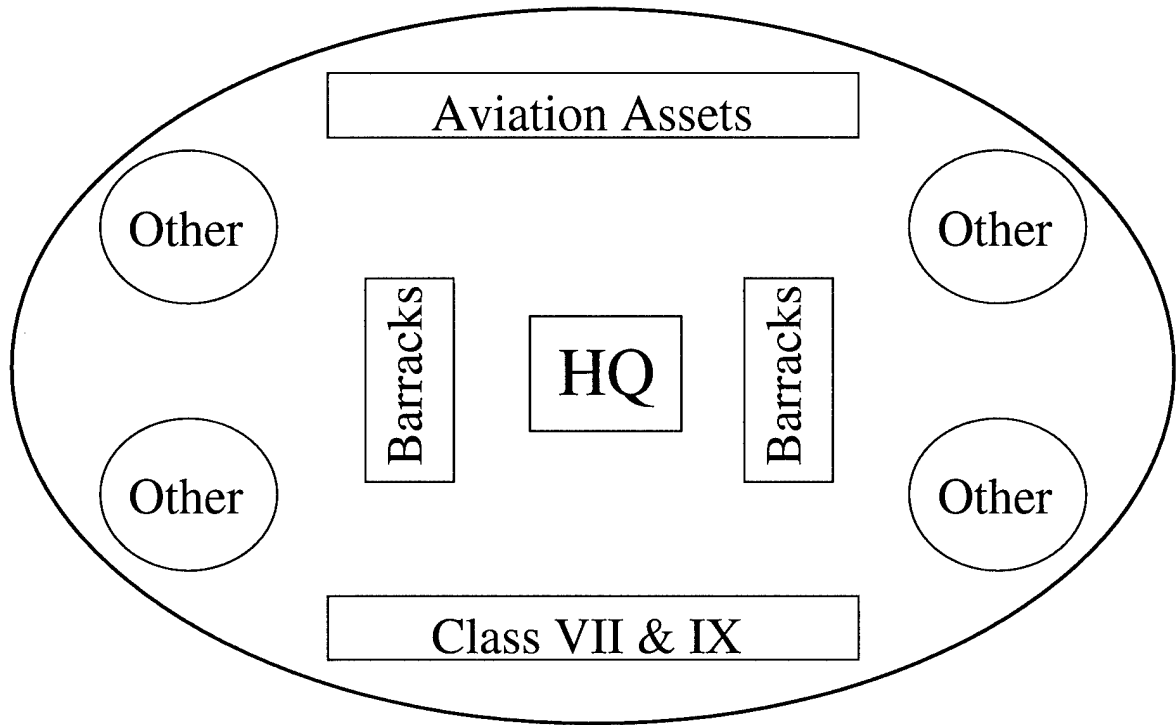 Aviation Assets
Other
Other
Barracks
HQ
Barracks
Other
Other
Class VII & IX